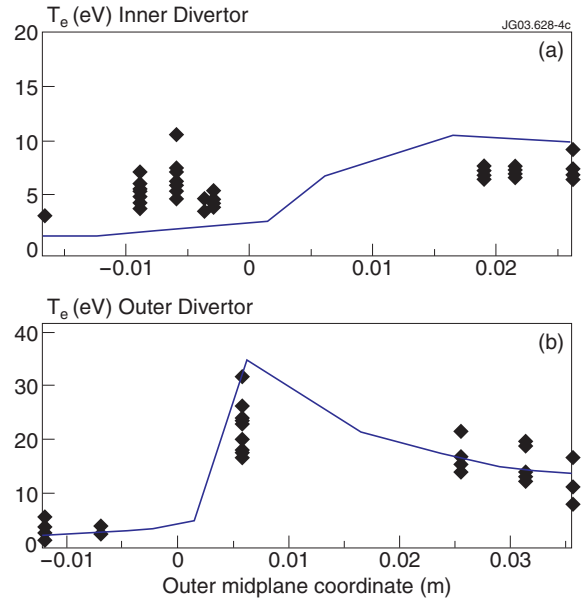 T_e (eV) Inner Divertor
JG03.628-4c
20
(a)
15
10
5
0
−0.01 0 0.01 0.02
T_e (eV) Outer Divertor
40
(b)
30
20
10
0
−0.01 0 0.01 0.02 0.03
Outer midplane coordinate (m)